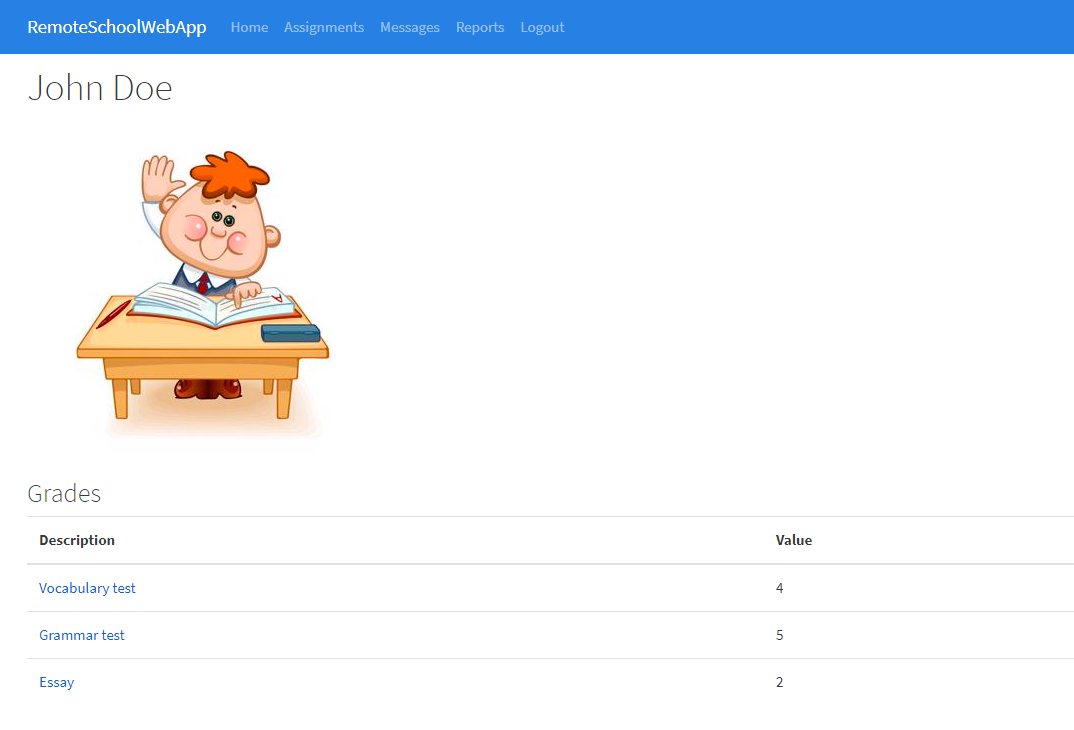 RemoteSchoolWebApp Home Assignments Messages Reports Logout
John Doe
A
Grades
Description Value
Vocabulary test 4
Grammar test 5
Essay 2